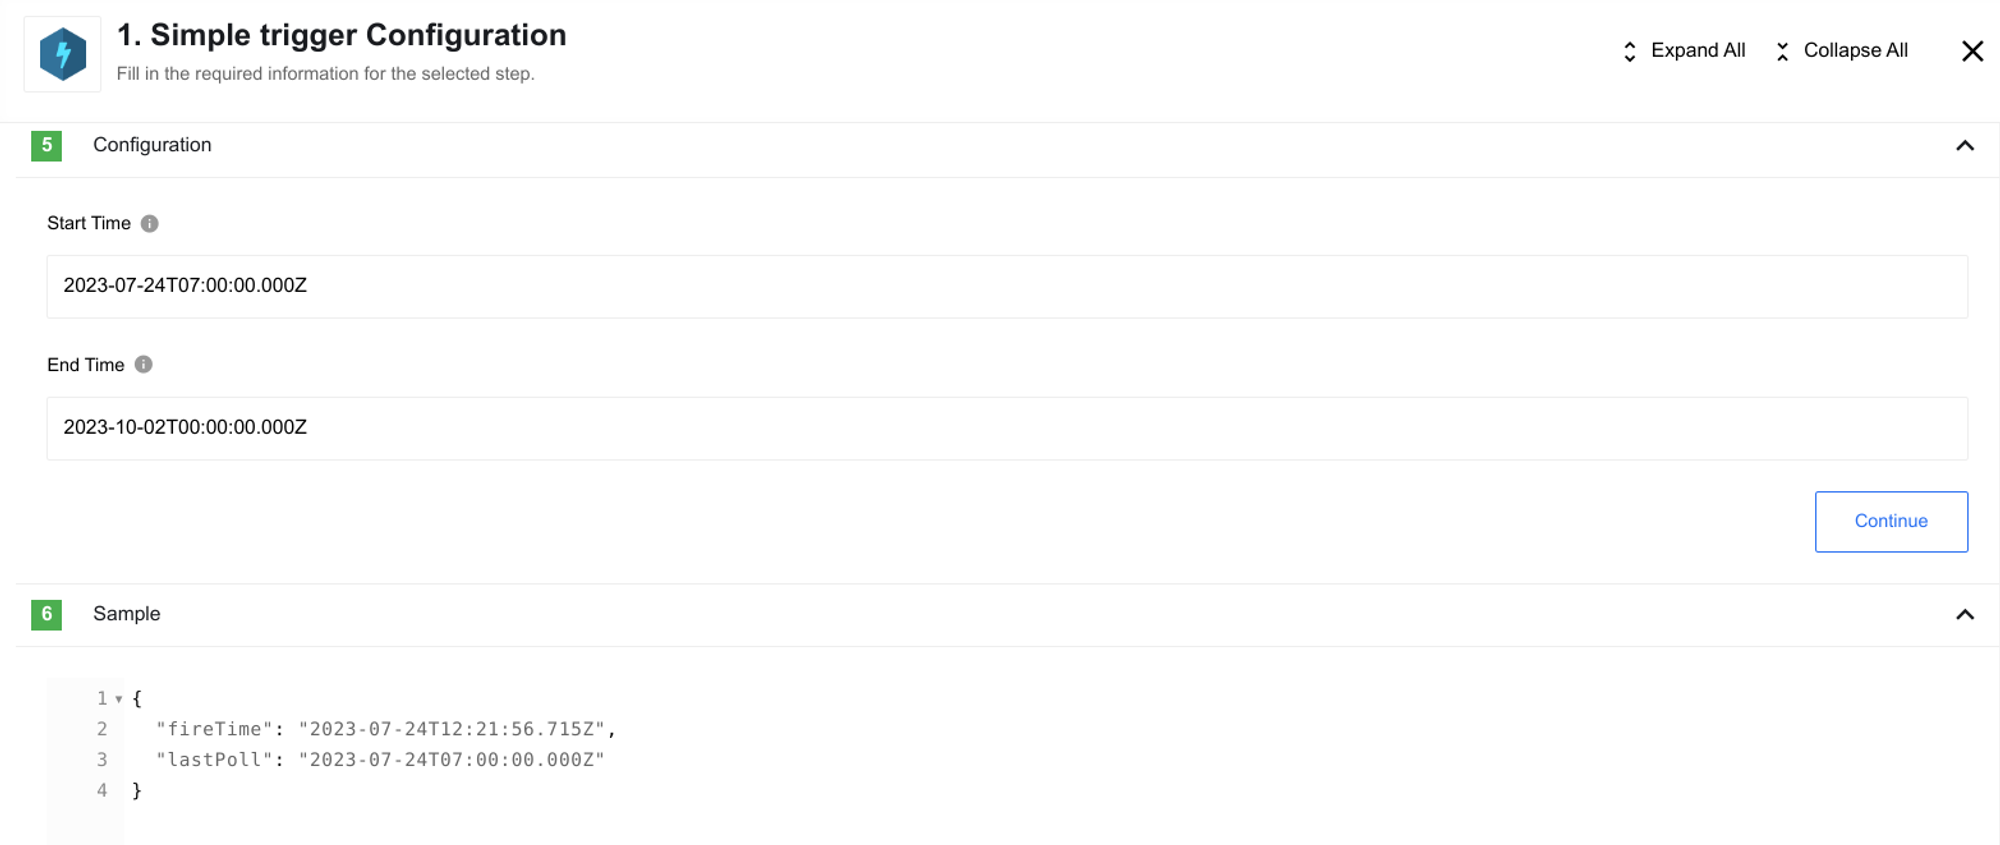 1. Simple trigger Configuration
Fill in the required information for the selected step.
Expand All
Collapse All
5 Configuration
Start Time
2023-07-24T07:00:00.000Z
End Time
2023-10-02T00:00:00.000Z
Continue
6 Sample
1 {
2 "fireTime": "2023-07-24T12:21:56.715Z",
3 "lastPoll": "2023-07-24T07:00:00.000Z"
4 }